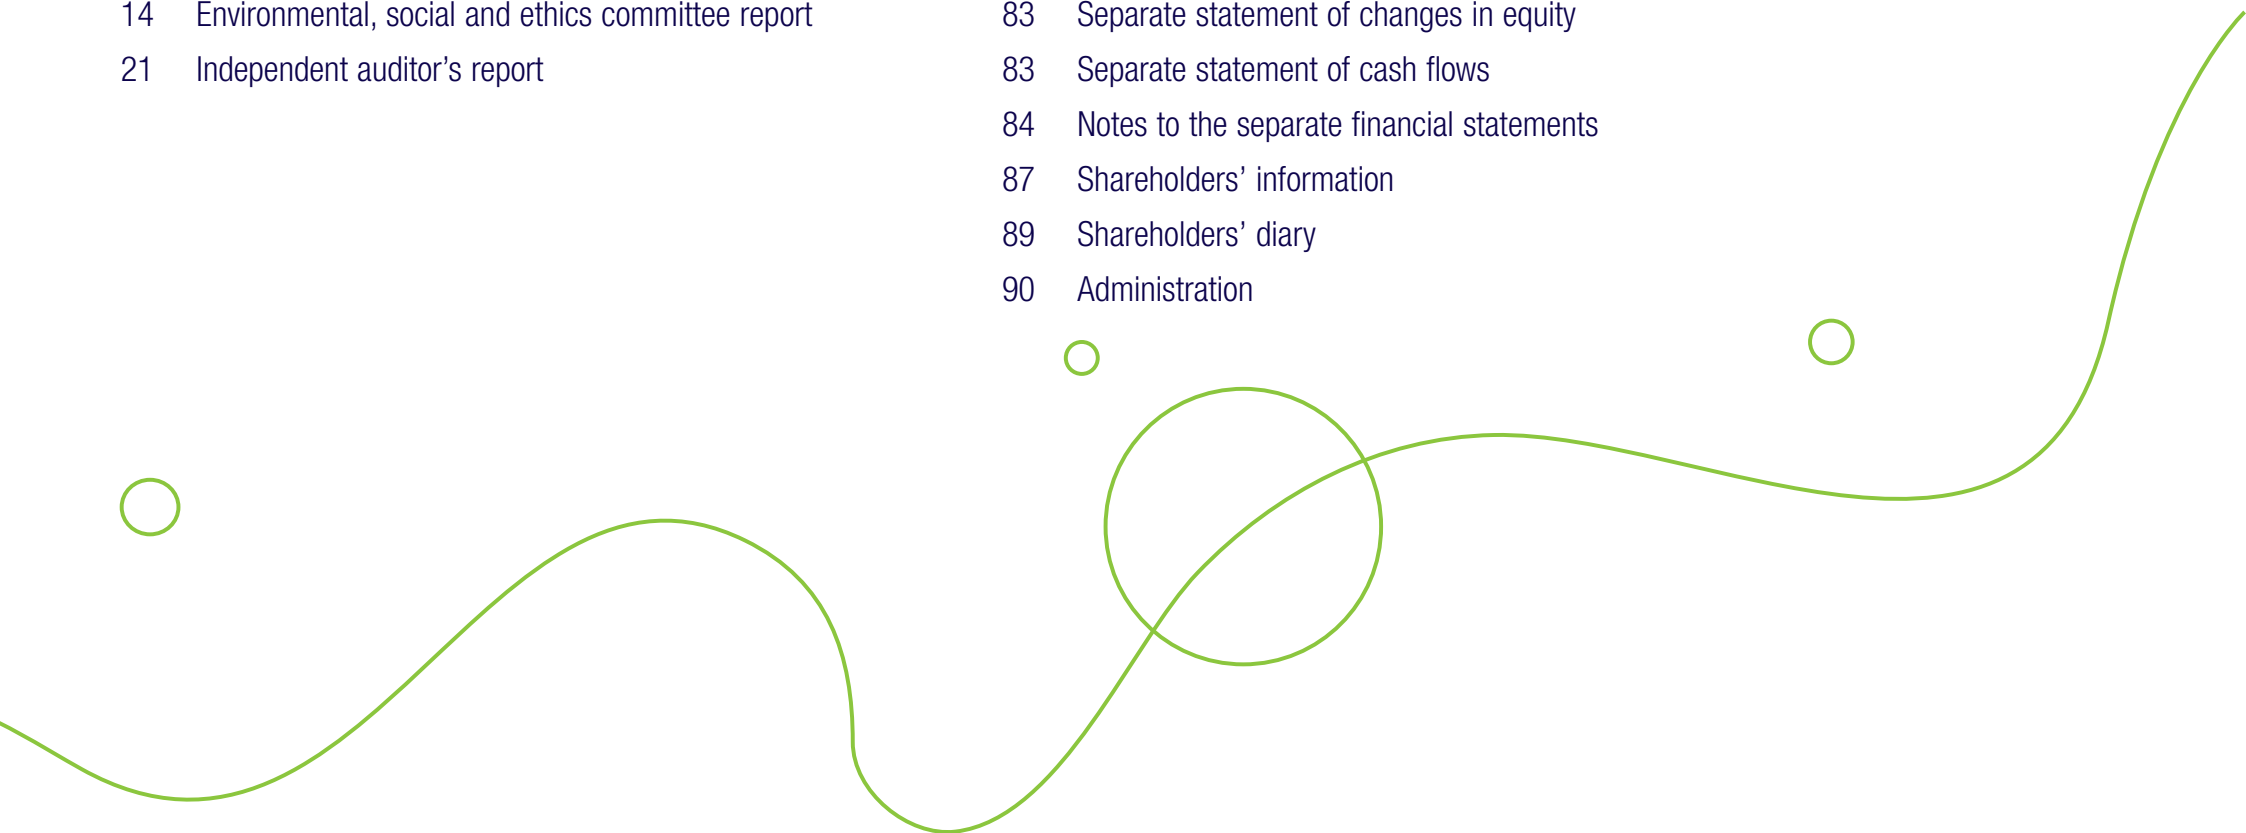 14 Environmental, social and ethics committee report
21 Independent auditor’s report
83 Separate statement of changes in equity
83 Separate statement of cash flows
84 Notes to the separate financial statements
87 Shareholders’ information
89 Shareholders’ diary
90 Administration